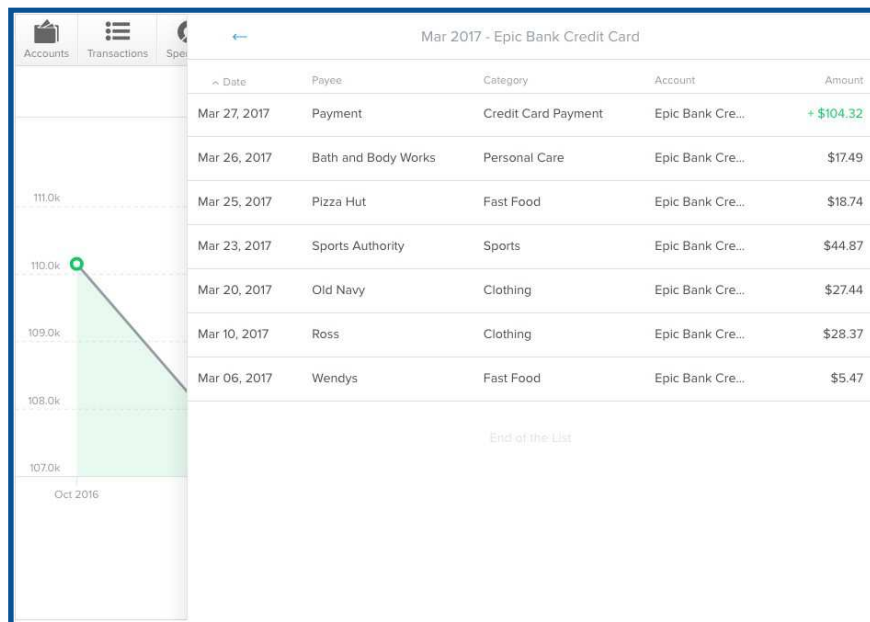 Accounts Transactions Spe
← Mar 2017 - Epic Bank Credit Card
Date Payee Category Account Amount
Mar 27, 2017 Payment Credit Card Payment Epic Bank Cre... + $104.32
Mar 26, 2017 Bath and Body Works Personal Care Epic Bank Cre... $17.49
Mar 25, 2017 Pizza Hut Fast Food Epic Bank Cre... $18.74
Mar 23, 2017 Sports Authority Sports Epic Bank Cre... $44.87
Mar 20, 2017 Old Navy Clothing Epic Bank Cre... $27.44
Mar 10, 2017 Ross Clothing Epic Bank Cre... $28.37
Mar 06, 2017 Wendys Fast Food Epic Bank Cre... $5.47
End of the List
111.0k
110.0k
109.0k
108.0k
107.0k
Oct 2016